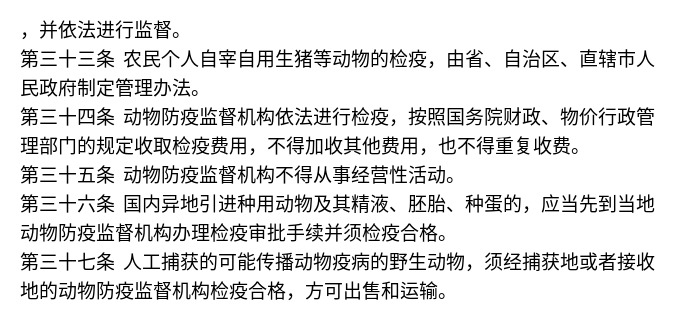 ，并依法进行监督。
第三十三条 农民个人自宰自用生猪等动物的检疫，由省、自治区、直辖市人
民政府制定管理办法。
第三十四条 动物防疫监督机构依法进行检疫，按照国务院财政、物价行政管
理部门的规定收取检疫费用，不得加收其他费用，也不得重复收费。
第三十五条 动物防疫监督机构不得从事经营性活动。
第三十六条 国内异地引进种用动物及其精液、胚胎、种蛋的，应当先到当地
动物防疫监督机构办理检疫审批手续并须检疫合格。
第三十七条 人工捕获的可能传播动物疫病的野生动物，须经捕获地或者接收
地的动物防疫监督机构检疫合格，方可出售和运输。